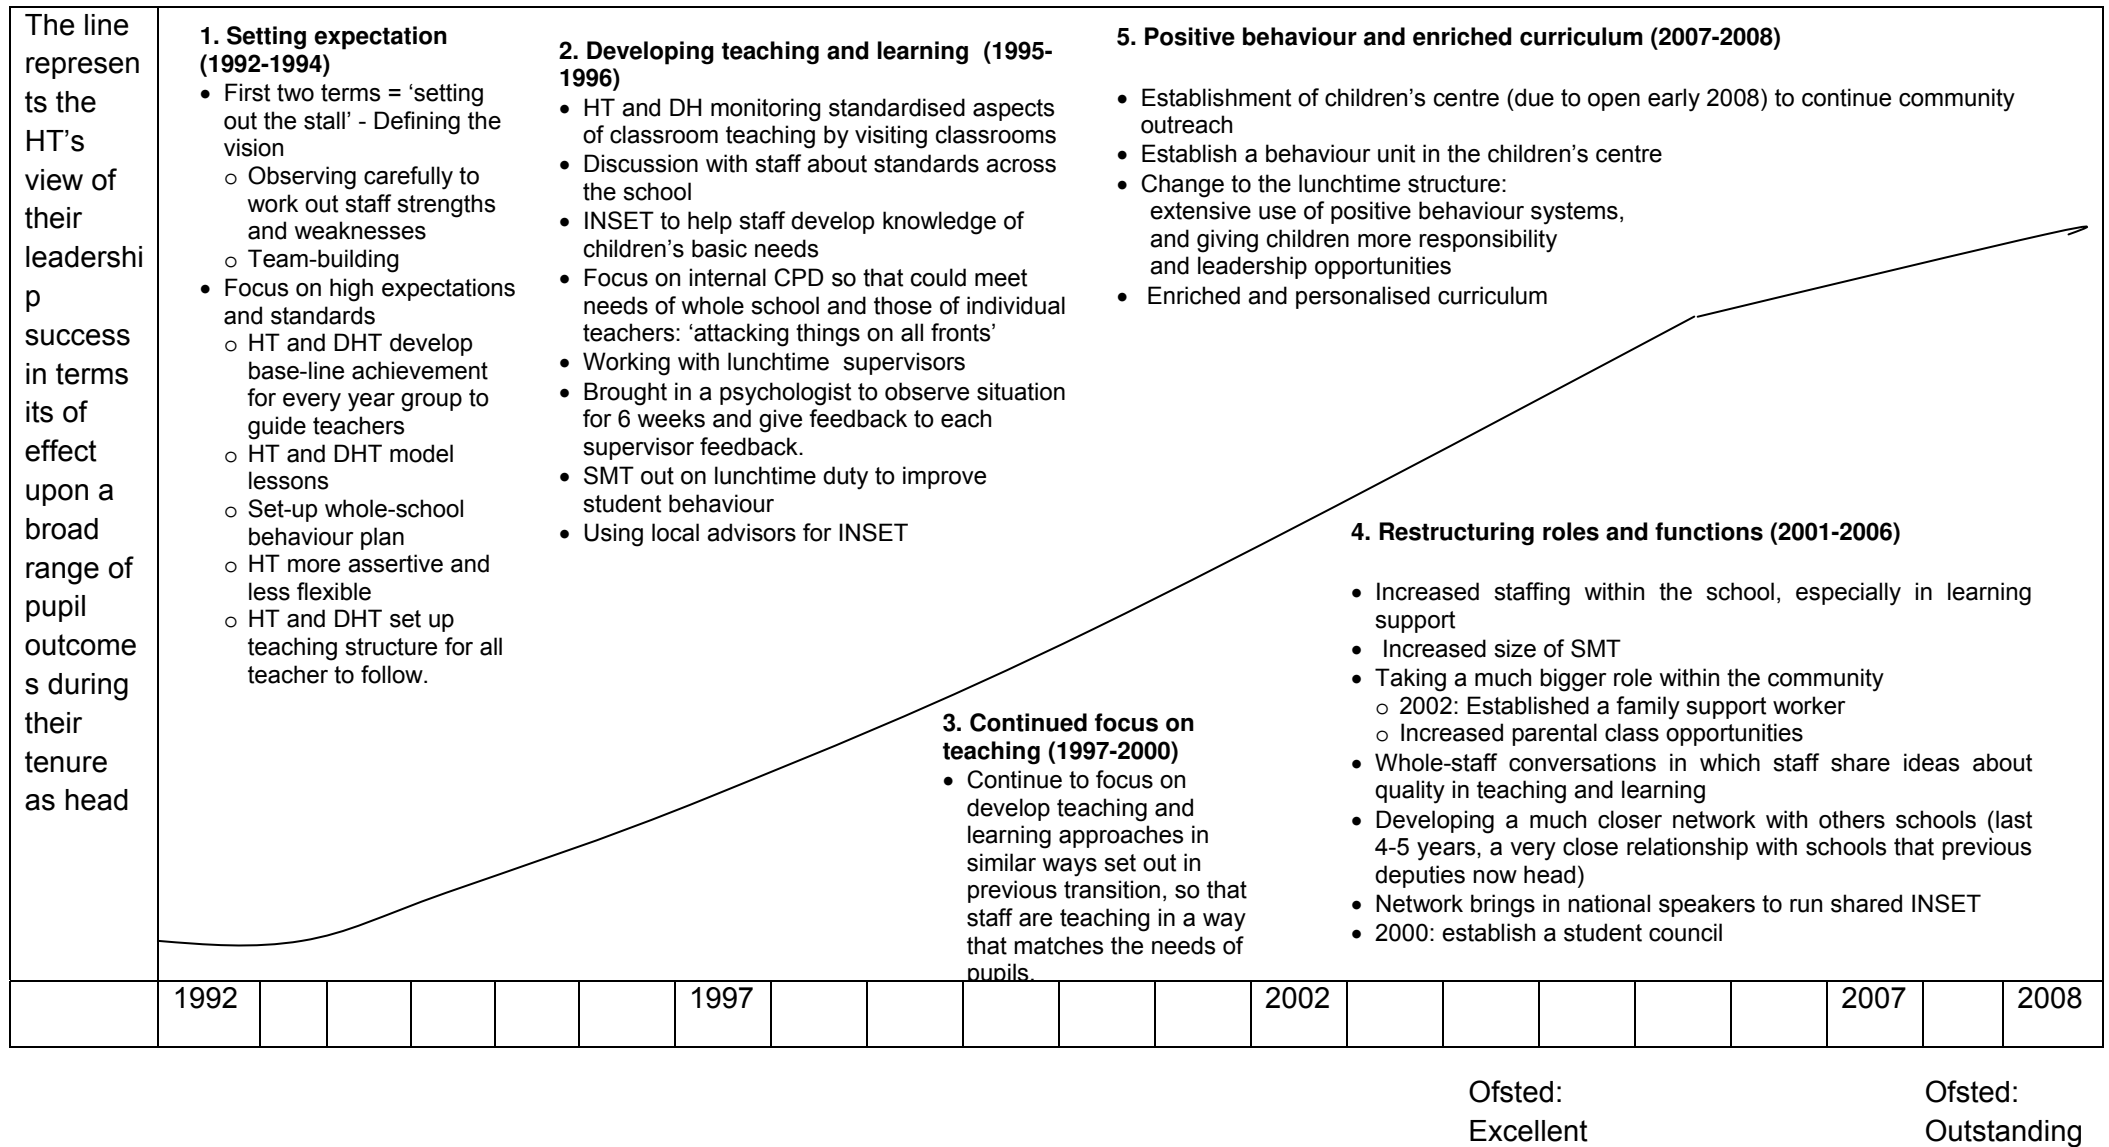 The line
represen
ts the
HT's
view of
their
leadershi
p
success
in terms
its of
effect
upon a
broad
range of
pupil
outcome
s during
their
tenure
as head
1. Setting expectation
(1992-1994)
• First two terms = ‘setting
out the stall’ - Defining the
vision
o Observing carefully to
work out staff strengths
and weaknesses
o Team-building
• Focus on high expectations
and standards
o HT and DHT develop
base-line achievement
for every year group to
guide teachers
o HT and DHT model
lessons
o Set-up whole-school
behaviour plan
o HT more assertive and
less flexible
o HT and DHT set up
teaching structure for all
teacher to follow.
2. Developing teaching and learning (1995-
1996)
• HT and DH monitoring standardised aspects
of classroom teaching by visiting classrooms
• Discussion with staff about standards across
the school
• INSET to help staff develop knowledge of
children’s basic needs
• Focus on internal CPD so that could meet
needs of whole school and those of individual
teachers: ‘attacking things on all fronts’
• Working with lunchtime supervisors
• Brought in a psychologist to observe situation
for 6 weeks and give feedback to each
supervisor feedback.
• SMT out on lunchtime duty to improve
student behaviour
• Using local advisors for INSET
3. Continued focus on
teaching (1997-2000)
• Continue to focus on
develop teaching and
learning approaches in
similar ways set out in
previous transition, so that
staff are teaching in a way
that matches the needs of
pupils.
5. Positive behaviour and enriched curriculum (2007-2008)
• Establishment of children’s centre (due to open early 2008) to continue community
outreach
• Establish a behaviour unit in the children’s centre
• Change to the lunchtime structure:
extensive use of positive behaviour systems,
and giving children more responsibility
and leadership opportunities
• Enriched and personalised curriculum
4. Restructuring roles and functions (2001-2006)
• Increased staffing within the school, especially in learning
support
• Increased size of SMT
• Taking a much bigger role within the community
o 2002: Established a family support worker
o Increased parental class opportunities
• Whole-staff conversations in which staff share ideas about
quality in teaching and learning
• Developing a much closer network with others schools (last
4-5 years, a very close relationship with schools that previous
deputies now head)
• Network brings in national speakers to run shared INSET
• 2000: establish a student council
1992 1997 2002 2007 2008
Ofsted:
Excellent
Ofsted:
Outstanding